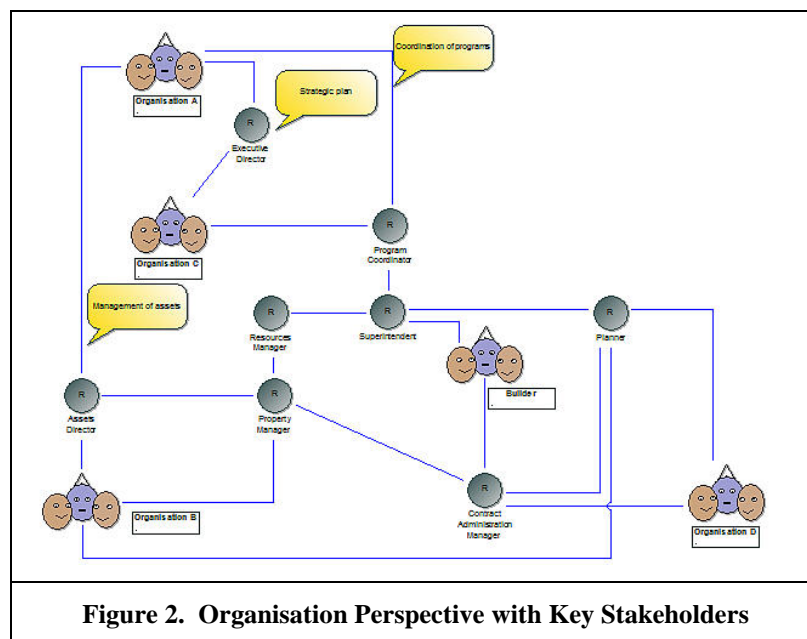 Coordination of programs
Organisation A
.
Strategic plan
R
Executive
Director
Organisation C
.
R
Program
Coordinator
Management of assets
R
Resources
Manager
R
Superintendent
R
Planner
Builder
.
R
Assets
Director
R
Property
Manager
R
Contract
Administration
Manager
Organisation B
.
Organisation D
.
Figure 2. Organisation Perspective with Key Stakeholders